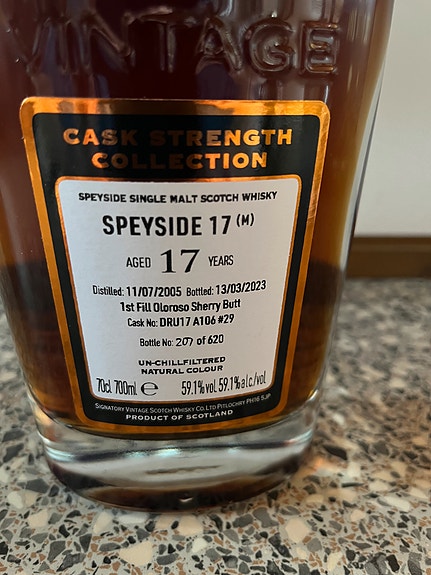 VINTAGE
CASK STRENGTH
COLLECTION
SPEYSIDE SINGLE MALT SCOTCH WHISKY
SPEYSIDE 17 (M)
AGED 17 YEARS
Distilled: 11/07/2005 Bottled: 13/03/2023
1st Fill Oloroso Sherry Butt
Cask No: DRU17 A106 #29
Bottle No: 207 of 620
UN-CHILLFILTERED
NATURAL COLOUR
70cl 700ml ℮ 59.1%vol 59.1%alc/vol
SIGNATORY VINTAGE SCOTCH WHISKY CO. LTD PITLOCHRY PH16 5JP
PRODUCT OF SCOTLAND